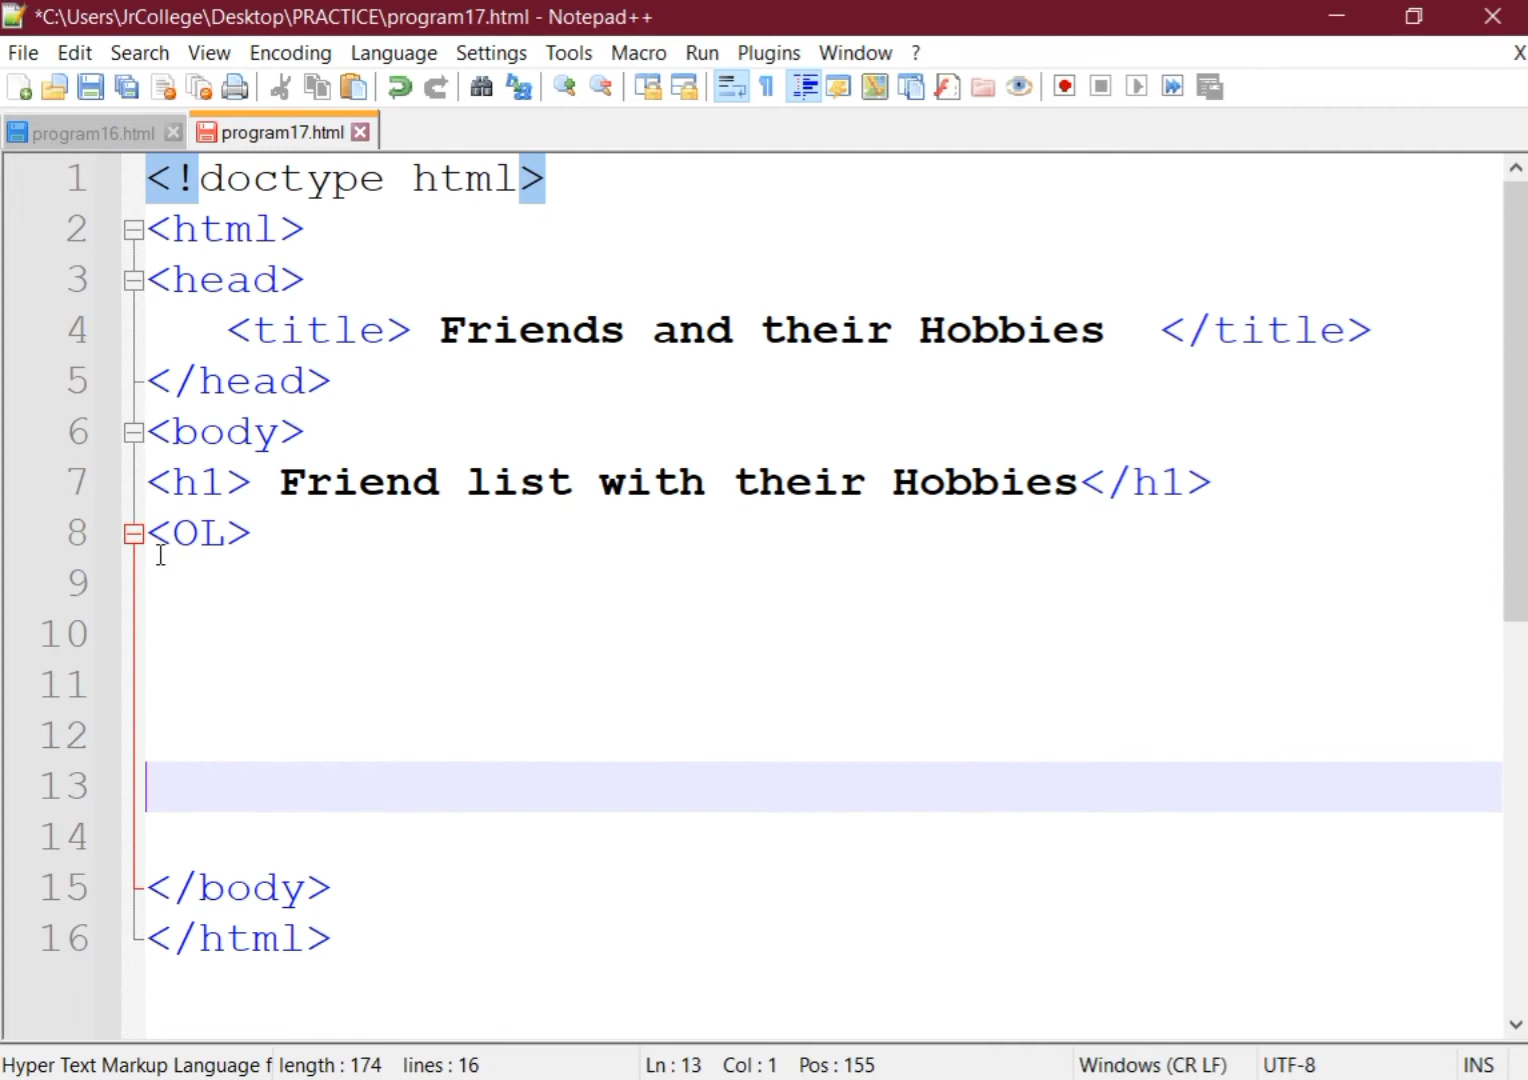 *C:\Users\JrCollege\Desktop\PRACTICE\program17.html - Notepad++
File Edit Search View Encoding Language Settings Tools Macro Run Plugins Window ? X
program16.html program17.html
1 <!doctype html>
2 <html>
3 <head>
4 <title> Friends and their Hobbies </title>
5 </head>
6 <body>
7 <h1> Friend list with their Hobbies</h1>
8 <OL>
9
10
11
12
13
14
15 </body>
16 </html>
Hyper Text Markup Language f length : 174 lines : 16 Ln : 13 Col : 1 Pos : 155 Windows (CR LF) UTF-8 INS